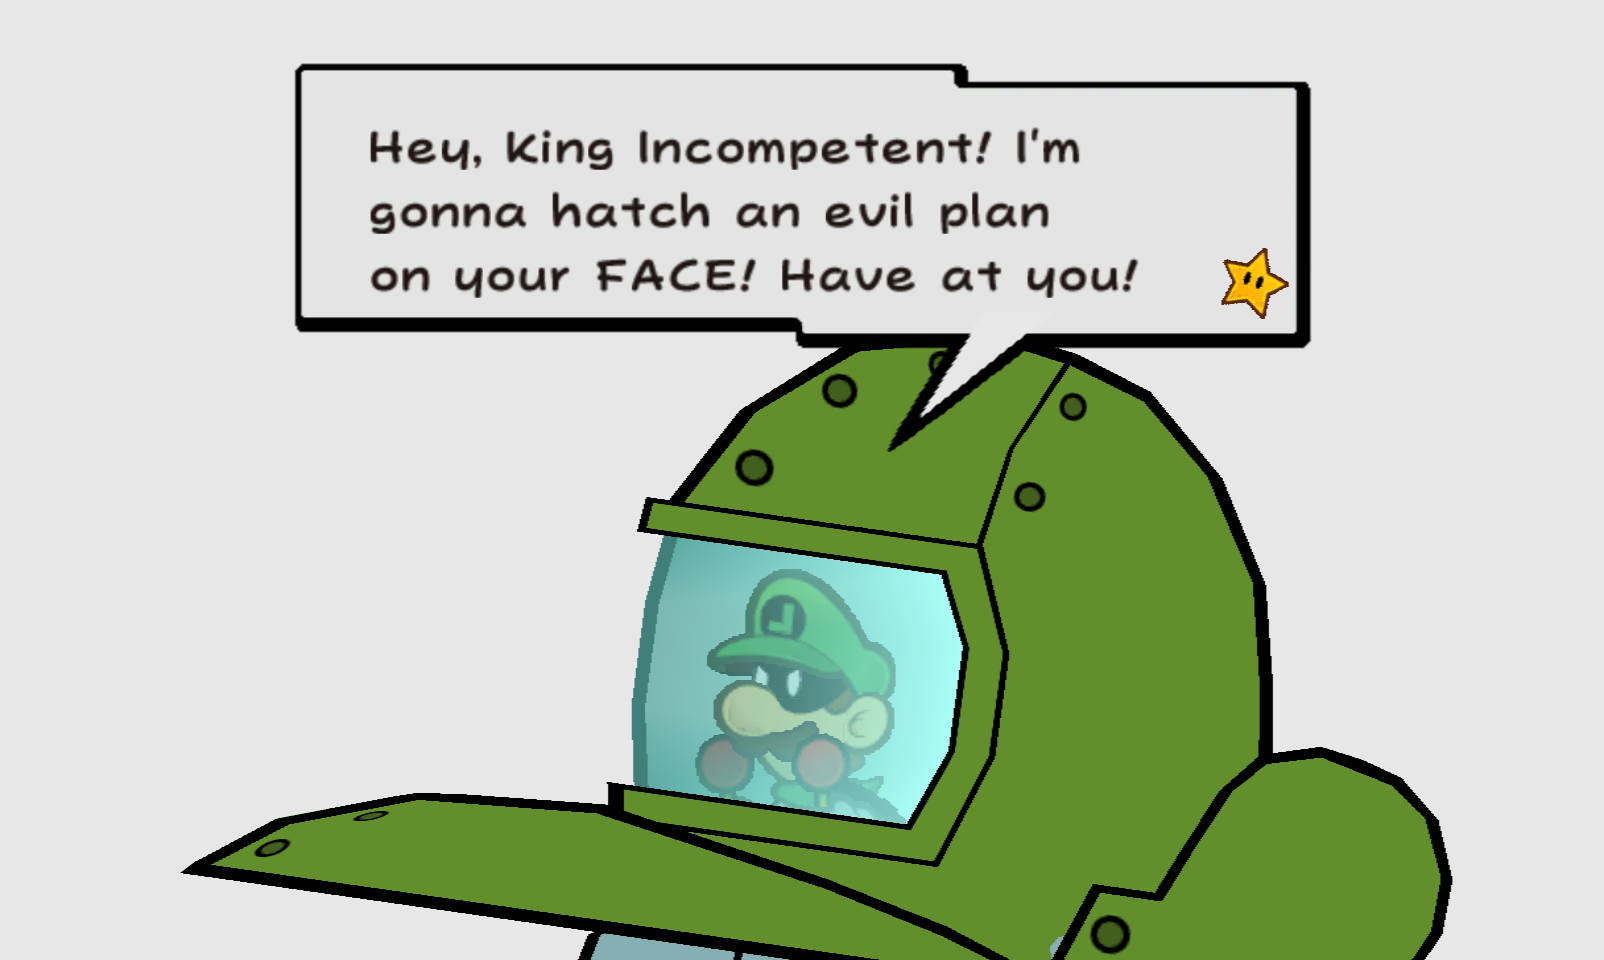 Hey, King Incompetent! I'm
gonna hatch an evil plan
on your FACE! Have at you!
L